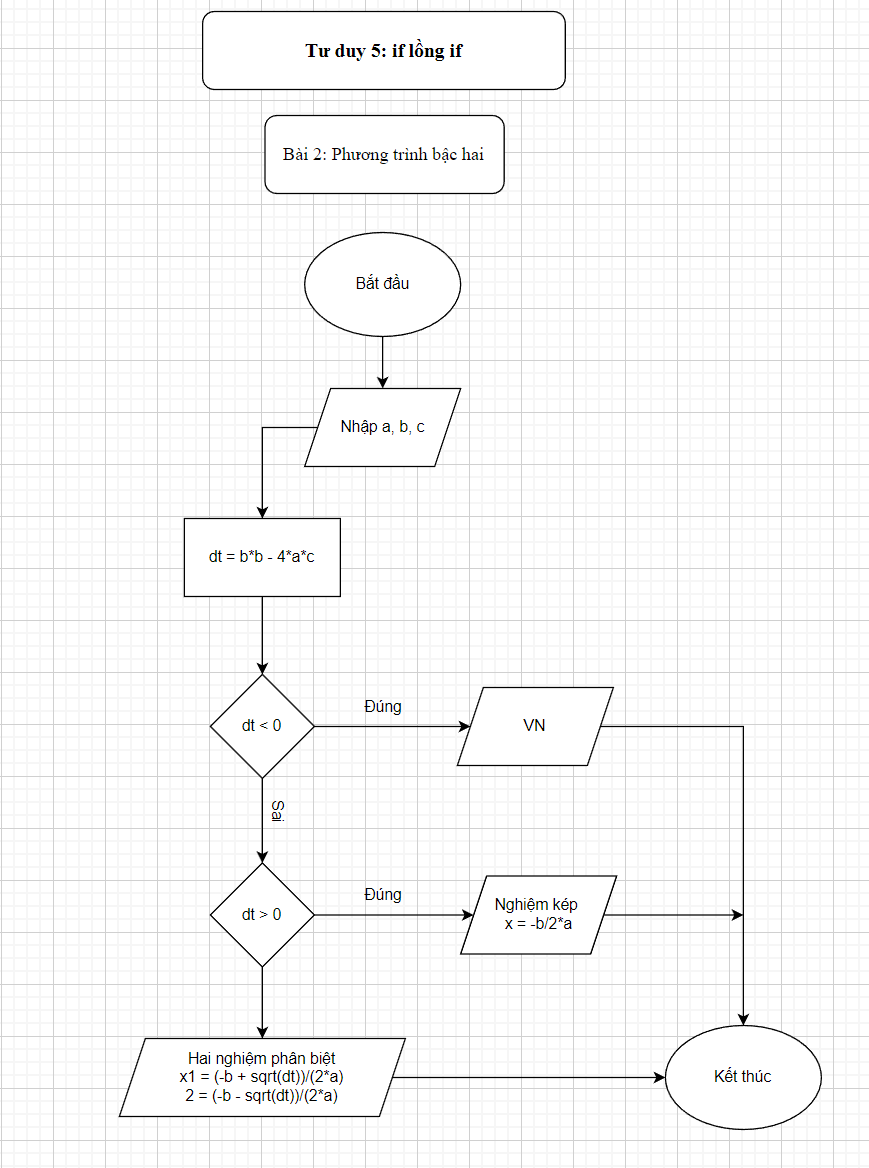 Tư duy 5: if lồng if
Bài 2: Phương trình bậc hai
Bắt đầu
Nhập a, b, c
dt = b*b - 4*a*c
dt < 0
Đúng
VN
Sai
dt > 0
Đúng
Nghiệm kép
x = -b/2*a
Hai nghiệm phân biệt
x1 = (-b + sqrt(dt))/(2*a)
2 = (-b - sqrt(dt))/(2*a)
Kết thúc